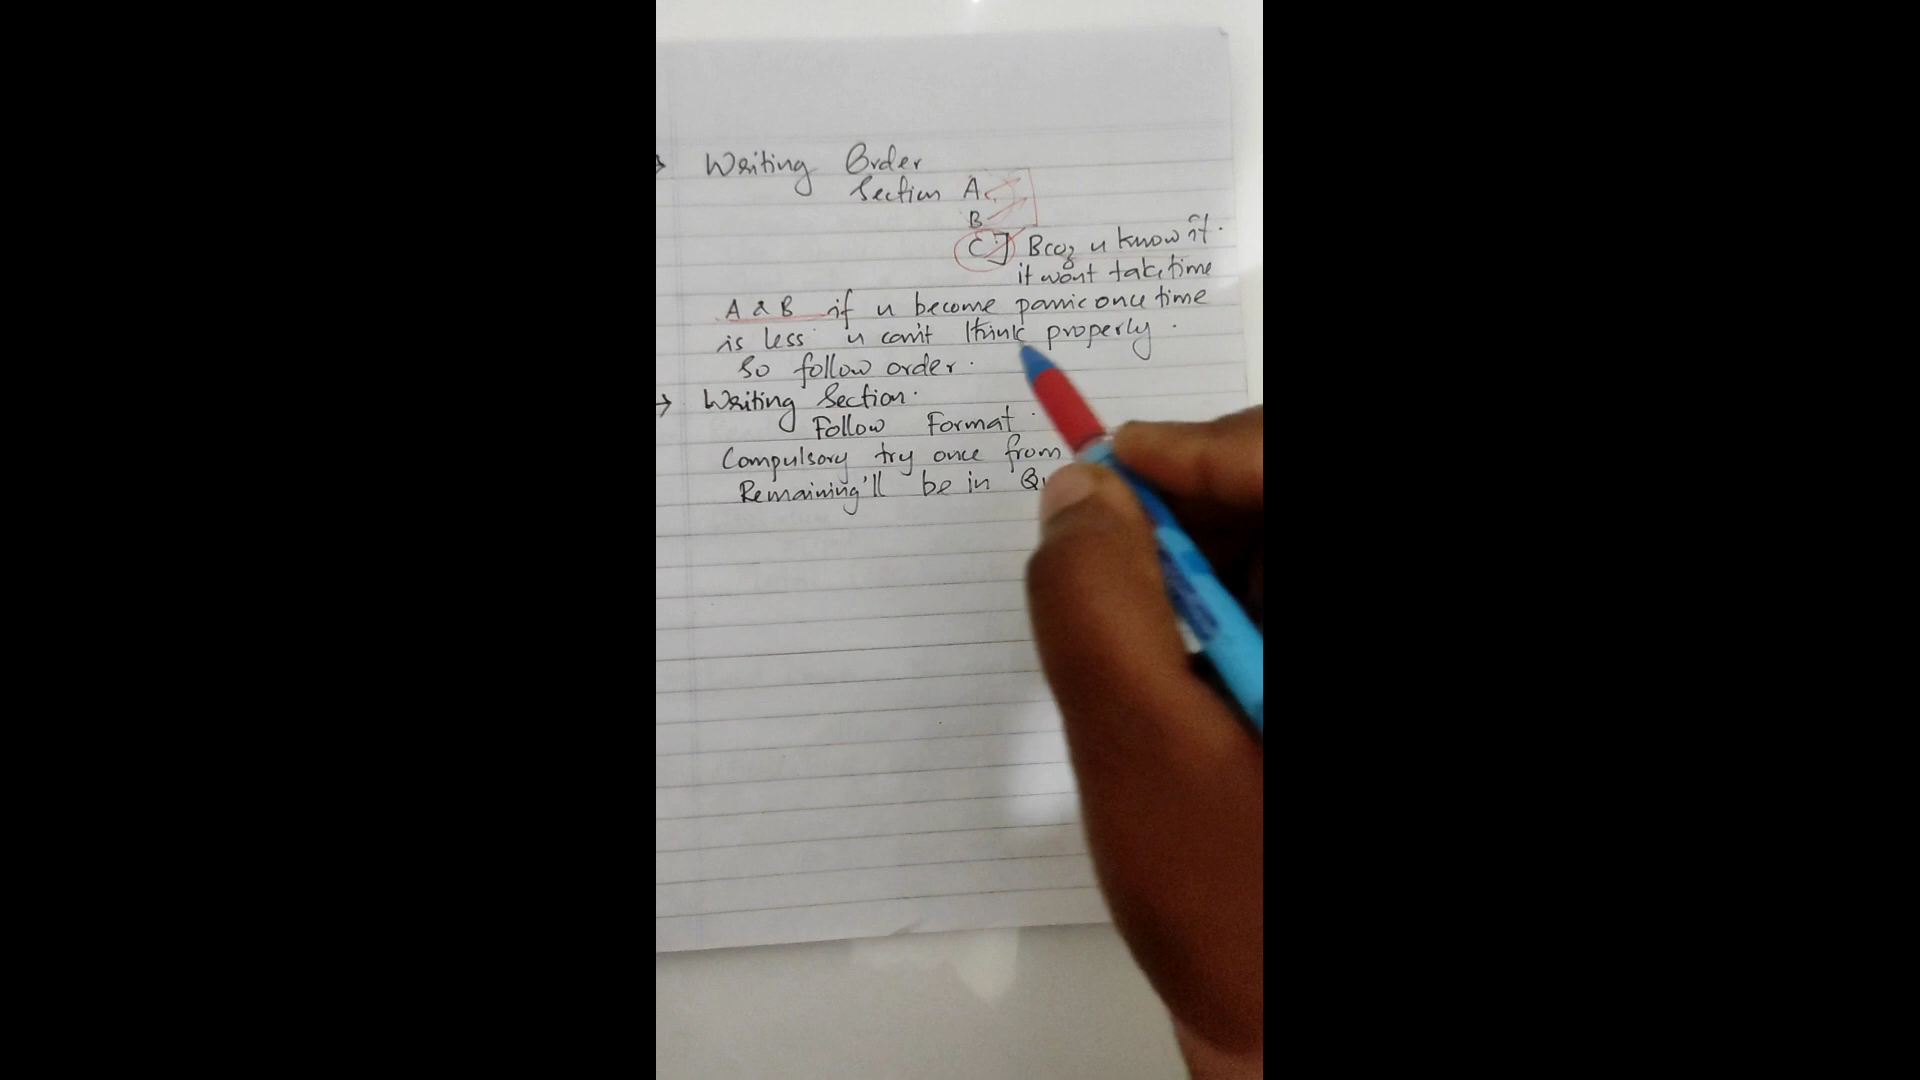 → Writing Order
Section A
B
C] Bcoz u know it.
it wont take time
A & B if u become panic once time
is less u can't think properly.
So follow order.
→ Writing Section.
Follow Format.
Compulsory try once from
Remaining'll be in